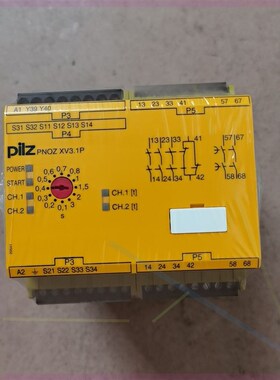 P3
P5
A1 Y39 Y40
13 23 33 41
57 67
S31 S32 S11 S12 S13 S14
P4
pilz
PNOZ XV3.1P
13 23 33 41
57 67
14 24 34 42
58 68
POWER
START
CH.1
CH.2
0,6 0,7 0,8
0,5 1
0,4 1,5
0,3 2
0,2 0,1 3
s
CH.1 [t]
CH.2 [t]
P3
P5
A2 ⏚ S21 S22 S33 S34
14 24 34 42
58 68